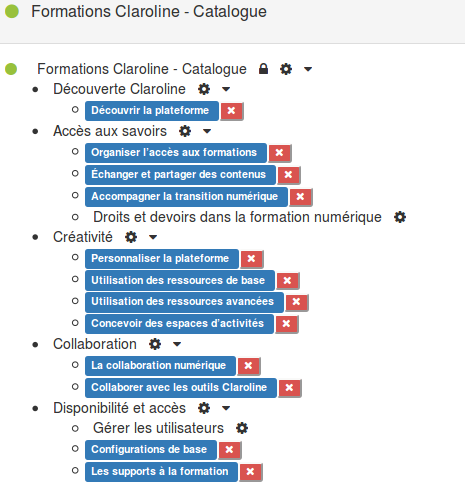 Formations Claroline - Catalogue
Formations Claroline - Catalogue
Découverte Claroline
Découvrir la plateforme
Accès aux savoirs
Organiser l'accès aux formations
Échanger et partager des contenus
Accompagner la transition numérique
Droits et devoirs dans la formation numérique
Créativité
Personnaliser la plateforme
Utilisation des ressources de base
Utilisation des ressources avancées
Concevoir des espaces d'activités
Collaboration
La collaboration numérique
Collaborer avec les outils Claroline
Disponibilité et accès
Gérer les utilisateurs
Configurations de base
Les supports à la formation